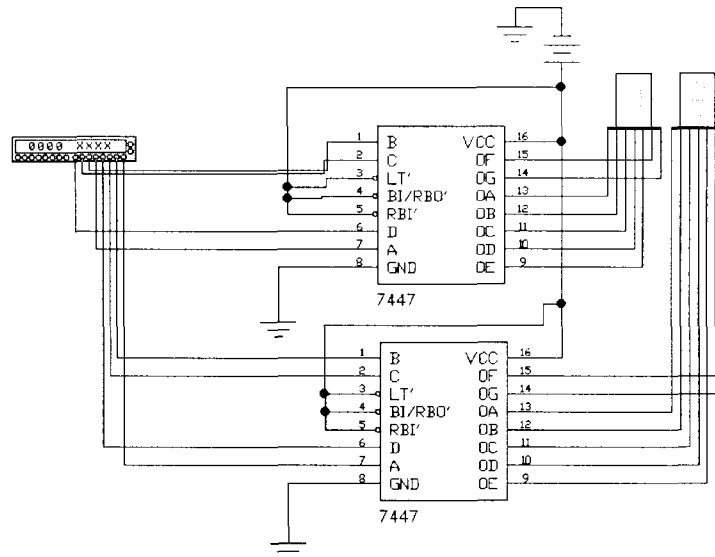 0000 XXXX
1 B VCC 16
2 C OF 15
3 LT' OG 14
4 BI/RBO' OA 13
5 RBI' OB 12
6 D OC 11
7 A OD 10
8 GND OE 9
7447
1 B VCC 16
2 C OF 15
3 LT' OG 14
4 BI/RBO' OA 13
5 RBI' OB 12
6 D OC 11
7 A OD 10
8 GND OE 9
7447